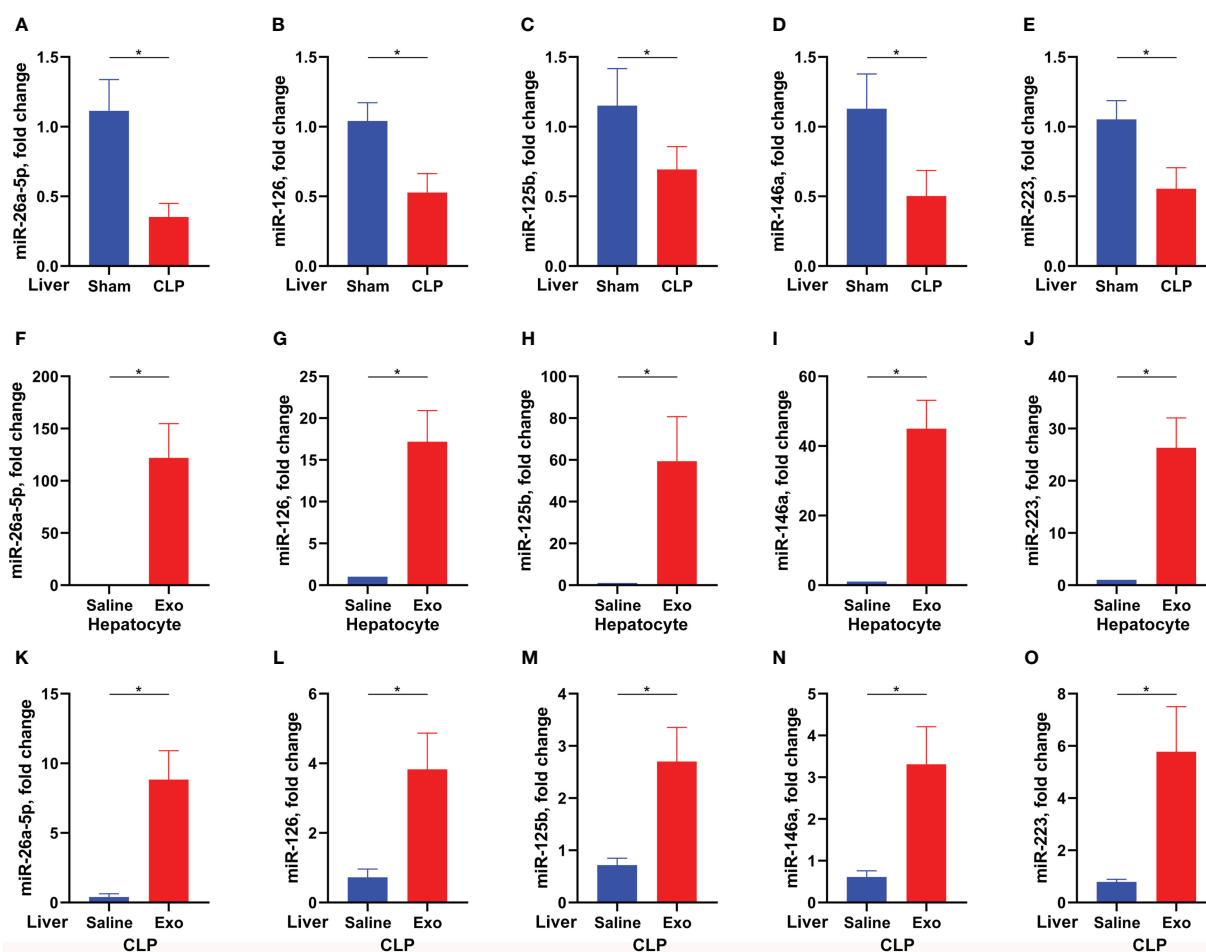 A B C D E
* * * * *
miR-26a-5p, fold change
1.5
1.0
0.5
0.0
Liver Sham CLP
miR-126, fold change
1.5
1.0
0.5
0.0
Liver Sham CLP
miR-125b, fold change
1.5
1.0
0.5
0.0
Liver Sham CLP
miR-146a, fold change
1.5
1.0
0.5
0.0
Liver Sham CLP
miR-223, fold change
1.5
1.0
0.5
0.0
Liver Sham CLP
F G H I J
* * * * *
miR-26a-5p, fold change
200
150
100
50
0
Saline Exo
Hepatocyte
miR-126, fold change
25
20
15
10
5
0
Saline Exo
Hepatocyte
miR-125b, fold change
100
80
60
40
20
0
Saline Exo
Hepatocyte
miR-146a, fold change
60
40
20
0
Saline Exo
Hepatocyte
miR-223, fold change
40
30
20
10
0
Saline Exo
Hepatocyte
K L M N O
* * * * *
miR-26a-5p, fold change
15
10
5
0
Liver Saline Exo
CLP
miR-126, fold change
6
4
2
0
Liver Saline Exo
CLP
miR-125b, fold change
4
3
2
1
0
Liver Saline Exo
CLP
miR-146a, fold change
5
4
3
2
1
0
Liver Saline Exo
CLP
miR-223, fold change
8
6
4
2
0
Liver Saline Exo
CLP